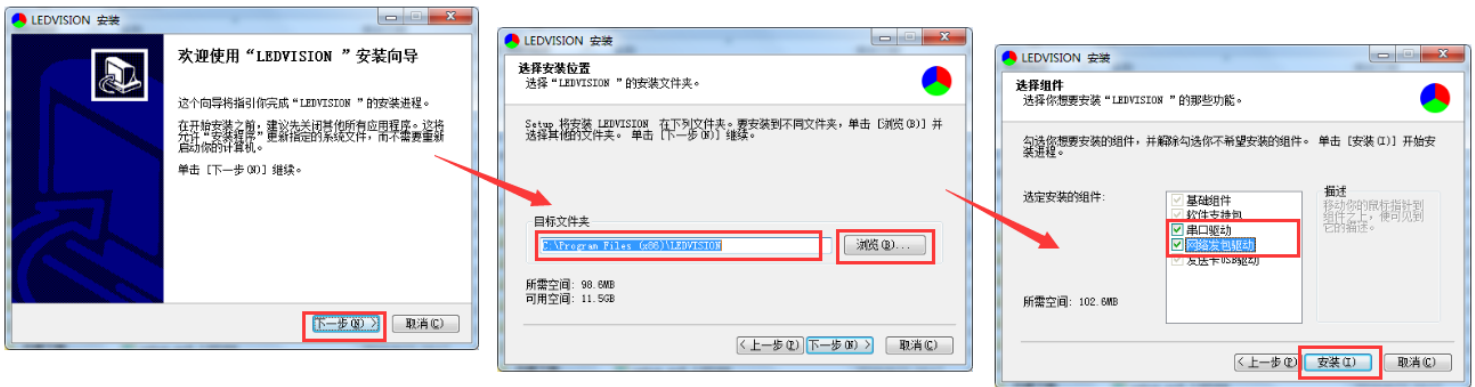 LEDVISION 安装
欢迎使用“LEDVISION ”安装向导
这个向导将指引你完成“LEDVISION ”的安装进程。
在开始安装之前，建议先关闭其他所有应用程序。这将
允许“安装程序”更新指定的系统文件，而不需要重新
启动你的计算机。
单击 [下一步(N)] 继续。
下一步(N) >
取消(C)
LEDVISION 安装
选择安装位置
选择“LEDVISION ”的安装文件夹。
Setup 将安装 LEDVISION 在下列文件夹。要安装到不同文件夹，单击 [浏览(B)] 并
选择其他的文件夹。 单击 [下一步(N)] 继续。
目标文件夹
C:\Program Files (x86)\LEDVISION
浏览(B)...
所需空间: 98.6MB
可用空间: 11.5GB
< 上一步(P)
下一步(N) >
取消(C)
LEDVISION 安装
选择组件
选择你想要安装“LEDVISION ”的那些功能。
勾选你想要安装的组件，并解除勾选你不希望安装的组件。 单击 [安装(I)] 开始安
装进程。
选定安装的组件:
基础组件
软件支持包
串口驱动
网络发包驱动
发送卡USB驱动
描述
移动你的鼠标指针到
组件之上，便可见到
它的描述。
所需空间: 102.6MB
< 上一步(P)
安装(I)
取消(C)